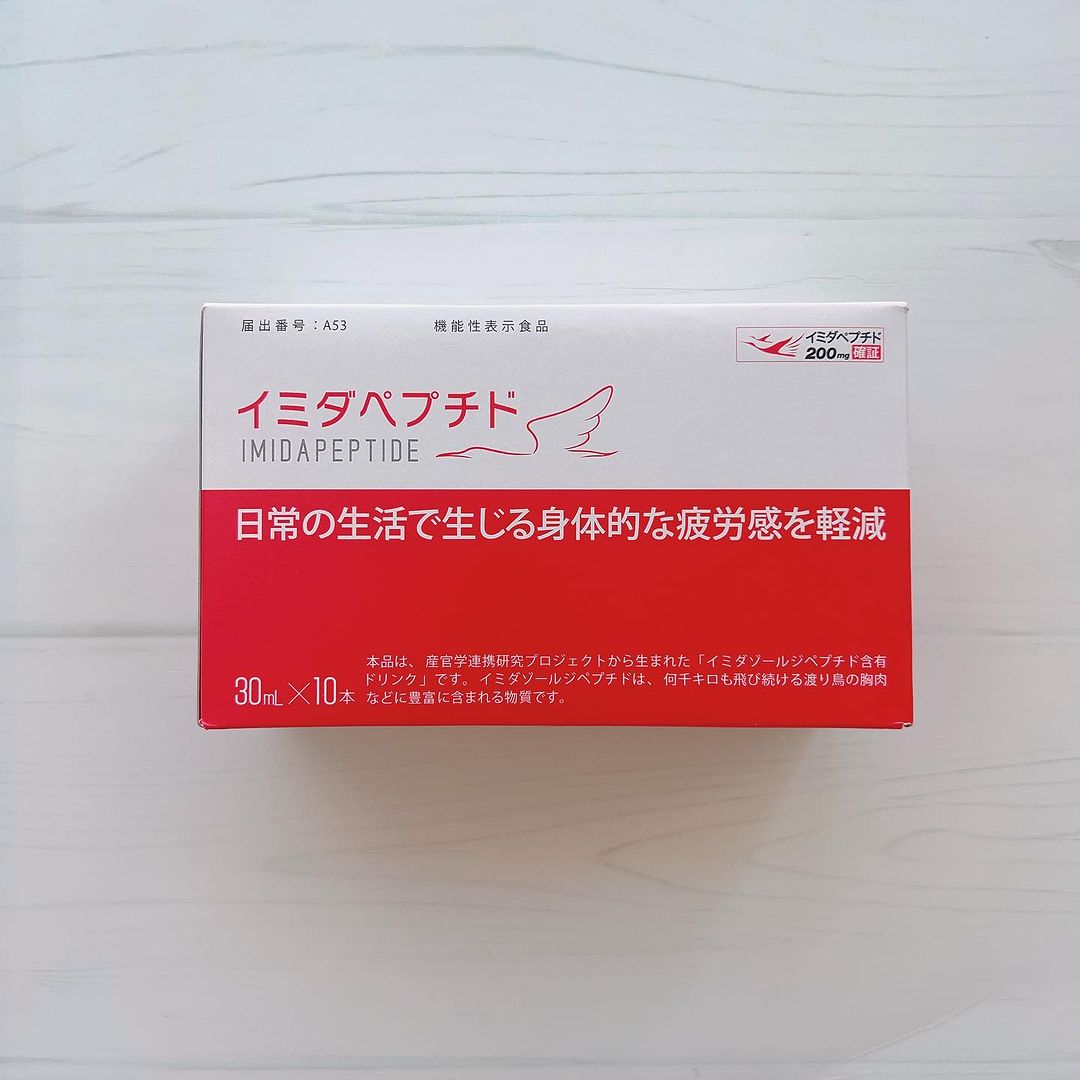 届出番号：A53
機能性表示食品
イミダペプチド
200mg 確証
イミダペプチド
IMIDAPEPTIDE
日常の生活で生じる身体的な疲労感を軽減
30mL×10本
本品は、産官学連携研究プロジェクトから生まれた「イミダゾールジペプチド含有
ドリンク」です。イミダゾールジペプチドは、何千キロも飛び続ける渡り鳥の胸肉
などに豊富に含まれる物質です。